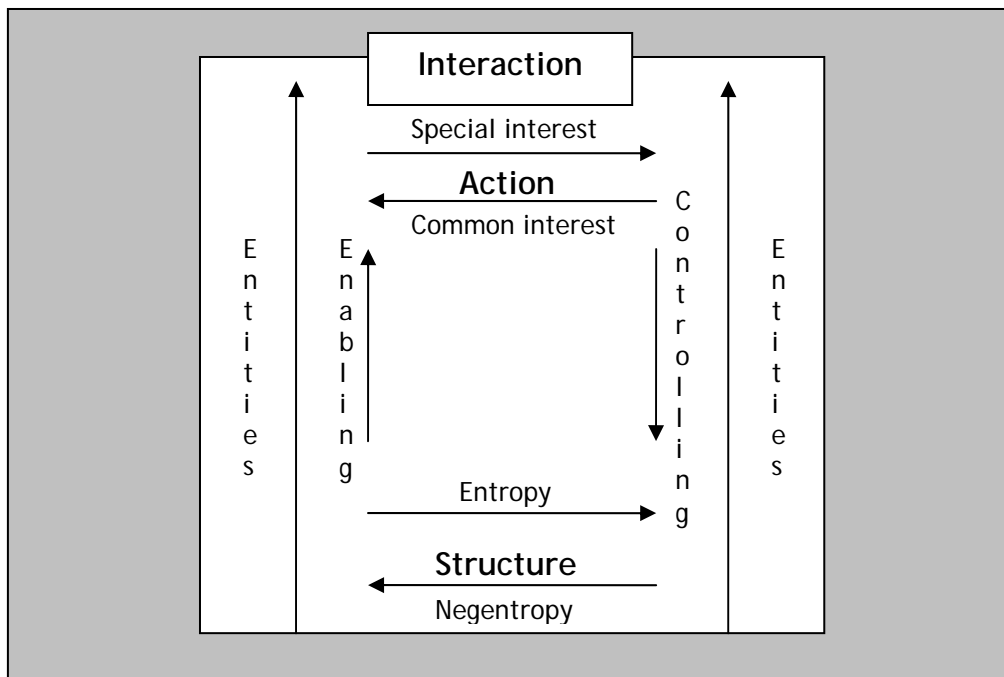 Interaction
Special interest
Action
Common interest
Entities
Enabling
Controlling
Entities
Entropy
Structure
Negentropy